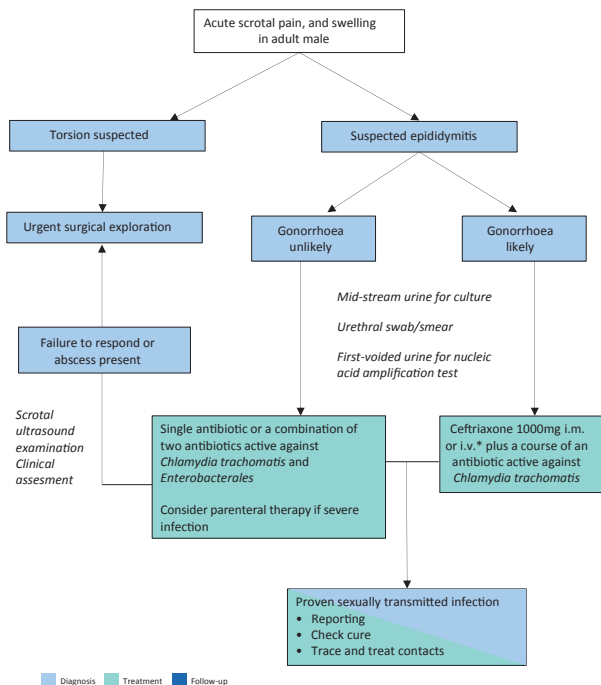 Acute scrotal pain, and swelling
in adult male
Torsion suspected
Suspected epididymitis
Urgent surgical exploration
Gonorrhoea
unlikely
Gonorrhoea
likely
Mid-stream urine for culture
Urethral swab/smear
First-voided urine for nucleic
acid amplification test
Failure to respond or
abscess present
Scrotal
ultrasound
examination
Clinical
assesment
Single antibiotic or a combination of
two antibiotics active against
Chlamydia trachomatis and
Enterobacterales
Consider parenteral therapy if severe
infection
Ceftriaxone 1000mg i.m.
or i.v.* plus a course of an
antibiotic active against
Chlamydia trachomatis
Proven sexually transmitted infection
• Reporting
• Check cure
• Trace and treat contacts
Diagnosis Treatment Follow-up